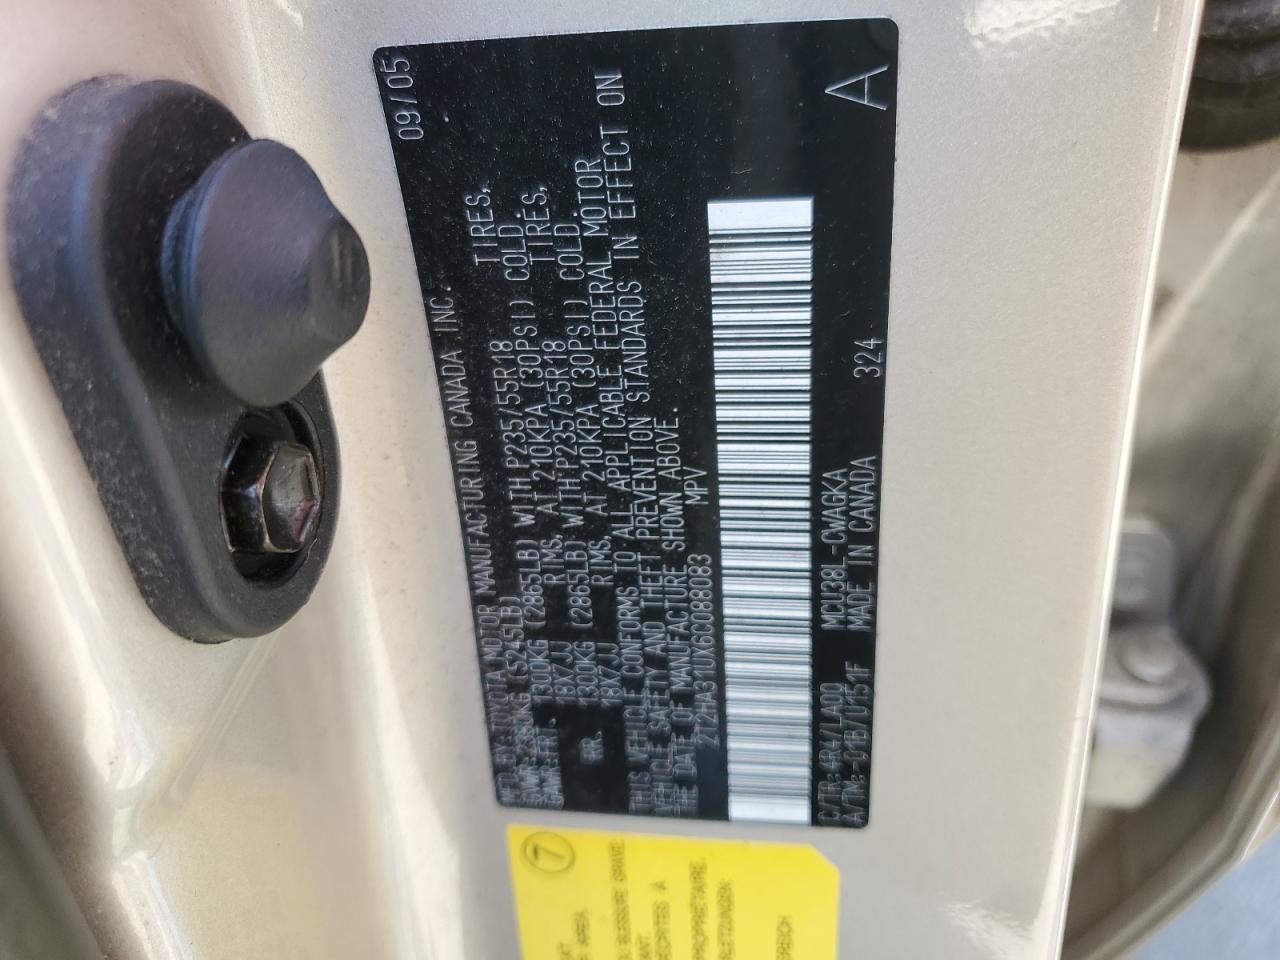 MFD. BY TOYOTA MOTOR MANUFACTURING CANADA INC. 09/05
GVWR 2380KG (5245LB)
GAWR FRT. 1300KG (2865LB) WITH P235/55R18 TIRES,
18X7JJ RIMS, AT 210KPA (30PSI) COLD.
RR. 1300KG (2865LB) WITH P235/55R18 TIRES,
18X7JJ RIMS, AT 210KPA (30PSI) COLD.
THIS VEHICLE CONFORMS TO ALL APPLICABLE FEDERAL MOTOR
VEHICLE SAFETY AND THEFT PREVENTION STANDARDS IN EFFECT ON
THE DATE OF MANUFACTURE SHOWN ABOVE.
2T2HA31UX6C088083 MPV
C/TR: 4R4/LA00 MCU38L-CWAGKA
A/TM: -01B/U151F MADE IN CANADA 324
A
7
AREA.
GRAVE
A
PROPRIETAIRE.